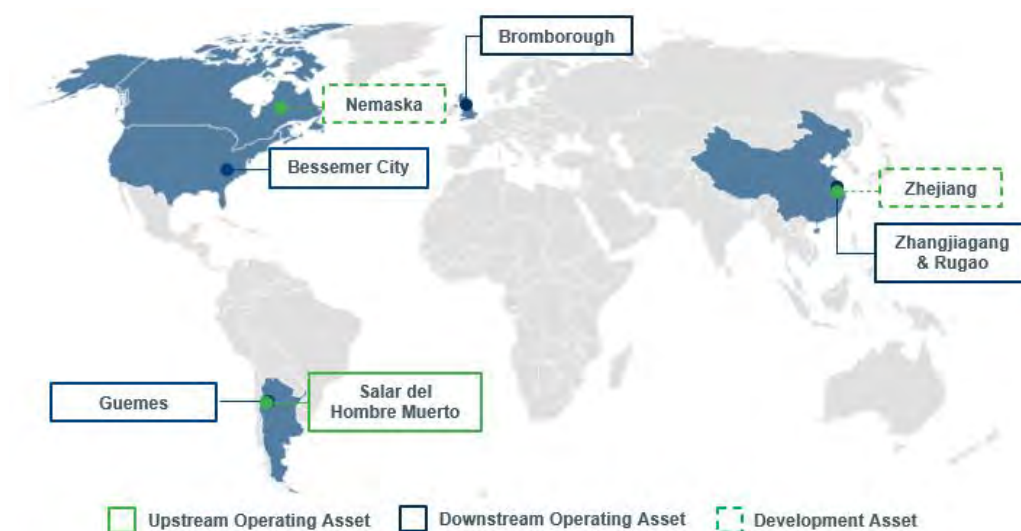 Bromborough
Nemaska
Bessemer City
Zhejiang
Zhangjiagang
& Rugao
Guemes
Salar del
Hombre Muerto
Upstream Operating Asset
Downstream Operating Asset
Development Asset